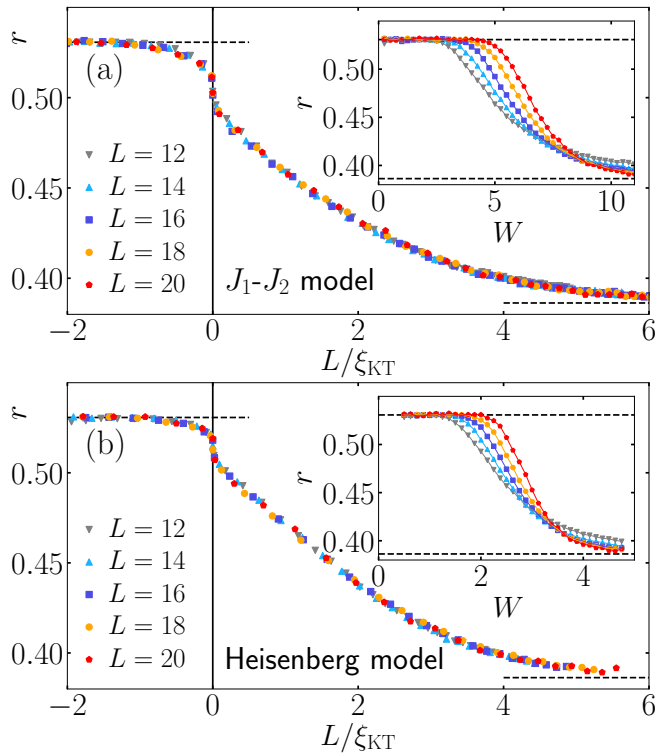 r
(a)
0.50
0.45
0.40
L = 12
L = 14
L = 16
L = 18
L = 20
J₁-J₂ model
−2
0
2
4
6
L/ξ_KT
r
0.50
0.45
0.40
0
5
10
W
r
(b)
0.50
0.45
0.40
L = 12
L = 14
L = 16
L = 18
L = 20
Heisenberg model
−2
0
2
4
6
L/ξ_KT
r
0.50
0.45
0.40
0
2
4
W